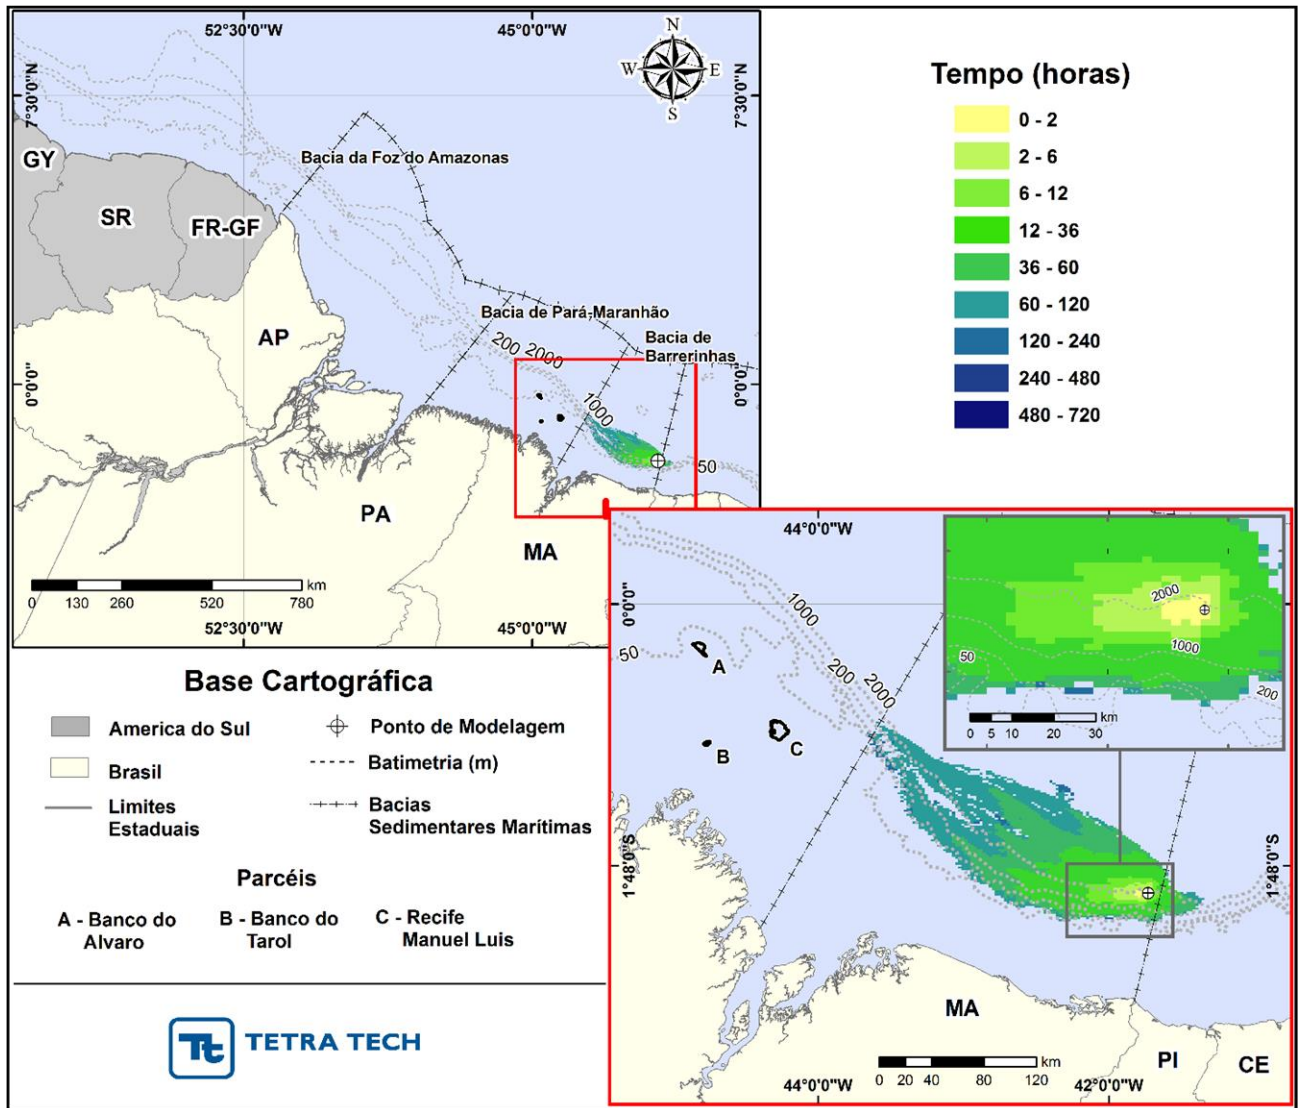 52°30'0"W
45°0'0"W
N
W
E
S
7°30'0"N
7°30'0"N
GY
SR
FR-GF
Bacia da Foz do Amazonas
AP
Bacia de Pará-Maranhão
Bacia de
Barrerinhas
200
2000
1000
50
0°0'0"
0°0'0"
PA
MA
km
0
130
260
520
780
52°30'0"W
45°0'0"W
Tempo (horas)
0 - 2
2 - 6
6 - 12
12 - 36
36 - 60
60 - 120
120 - 240
240 - 480
480 - 720
44°0'0"W
0°0'0"
50
1000
200
2000
A
B
C
2000
1000
50
200
0
5
10
20
30
km
1°48'0"S
1°48'0"S
MA
PI
CE
km
0
20
40
80
120
44°0'0"W
42°0'0"W
Base Cartográfica
America do Sul
Ponto de Modelagem
Brasil
Batimetria (m)
Limites
Estaduais
Bacias
Sedimentares Marítimas
Parcéis
A - Banco do
Alvaro
B - Banco do
Tarol
C - Recife
Manuel Luis
Tt
TETRA TECH